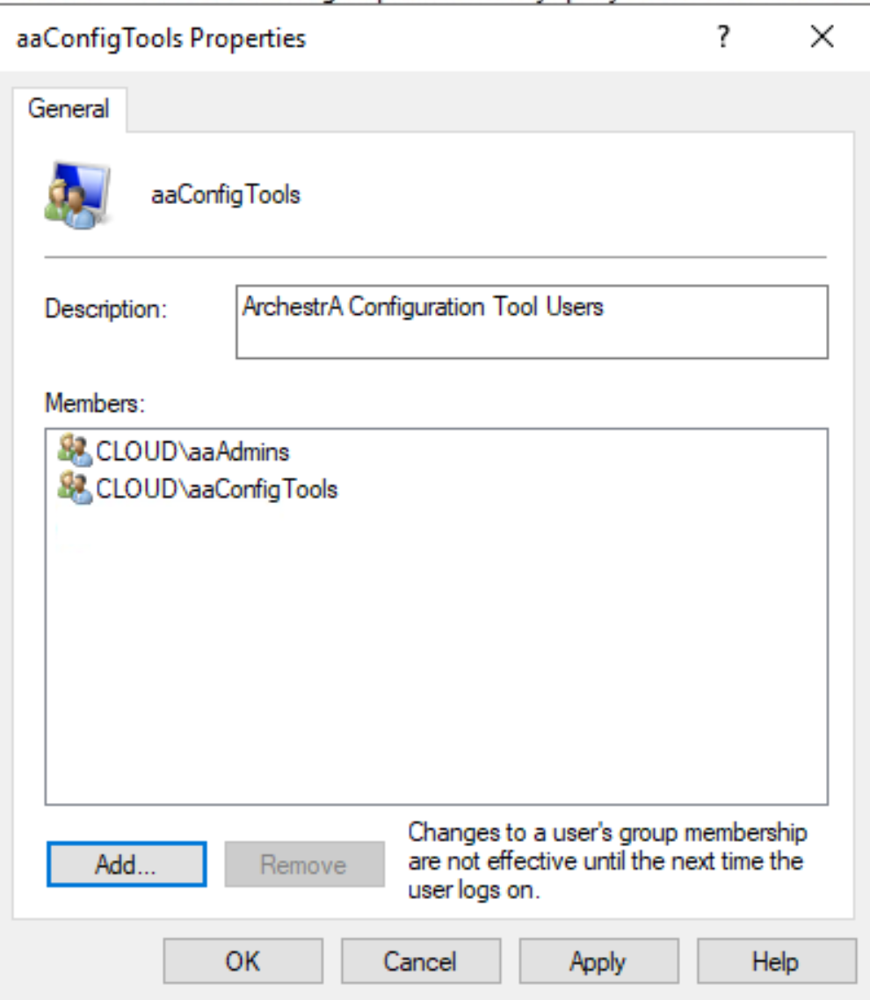 aaConfigTools Properties
?
General
aaConfigTools
Description:
ArchestrA Configuration Tool Users
Members:
CLOUD\aaAdmins
CLOUD\aaConfigTools
Add...
Remove
Changes to a user's group membership
are not effective until the next time the
user logs on.
OK
Cancel
Apply
Help